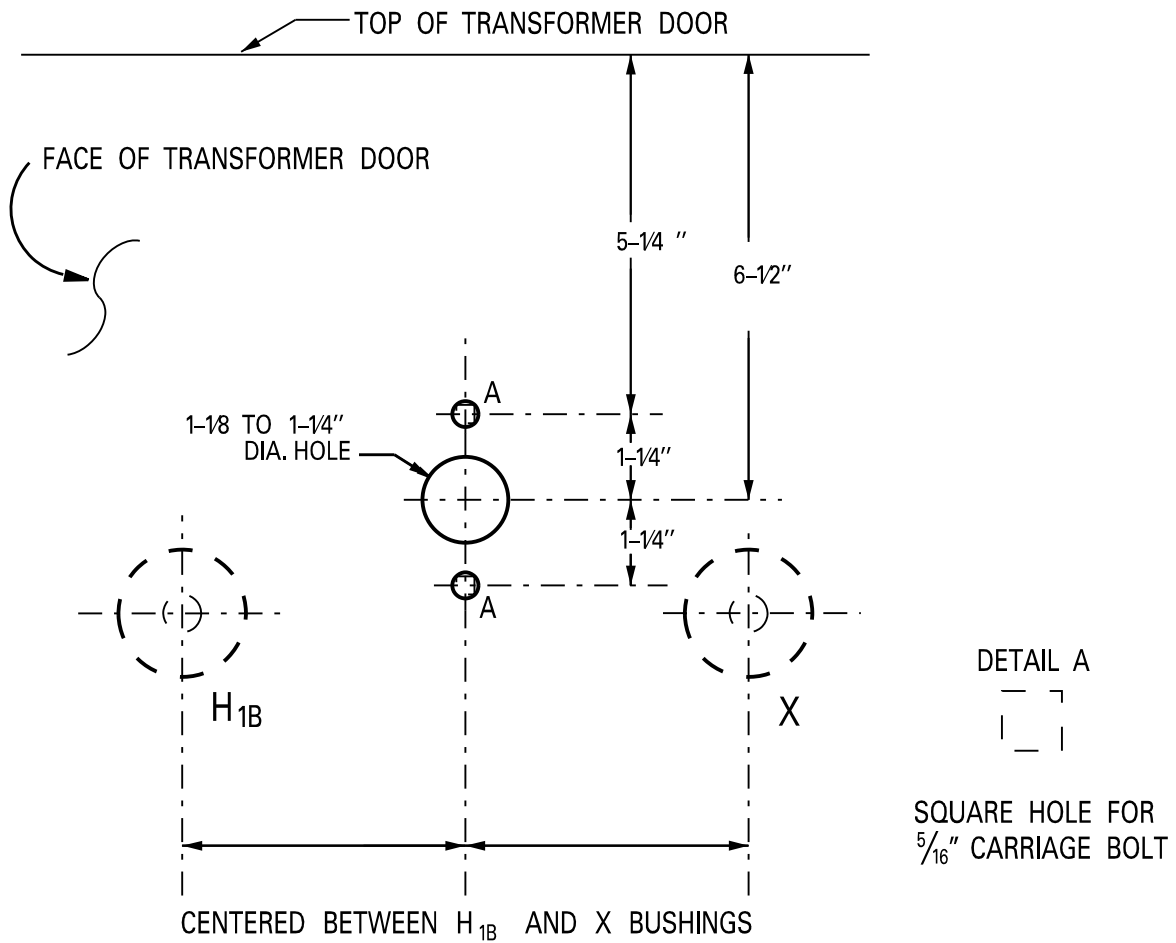 TOP OF TRANSFORMER DOOR
FACE OF TRANSFORMER DOOR
5–1/4 ″
6–1/2″
A
1–1/8 TO 1–1/4″
DIA. HOLE
1–1/4″
1–1/4″
A
H1B
X
DETAIL A
SQUARE HOLE FOR
5/16″ CARRIAGE BOLT
CENTERED BETWEEN H1B AND X BUSHINGS